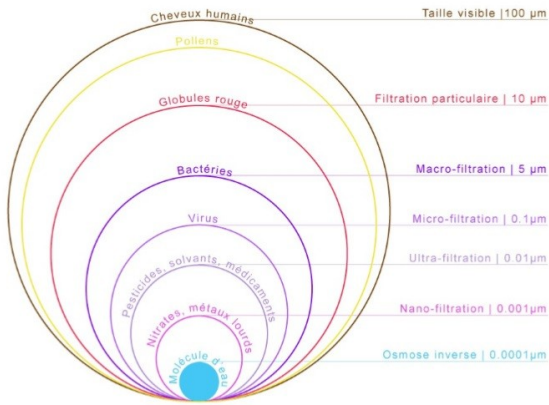 Cheveux humains
Taille visible |100 µm
Pollens
Globules rouge
Filtration particulaire | 10 µm
Bactéries
Macro-filtration | 5 µm
Virus
Micro-filtration | 0.1µm
Pesticides, solvants, médicaments
Ultra-filtration | 0.01µm
Nitrates, métaux lourds
Nano-filtration | 0.001µm
Molécule d'eau
Osmose inverse | 0.0001µm